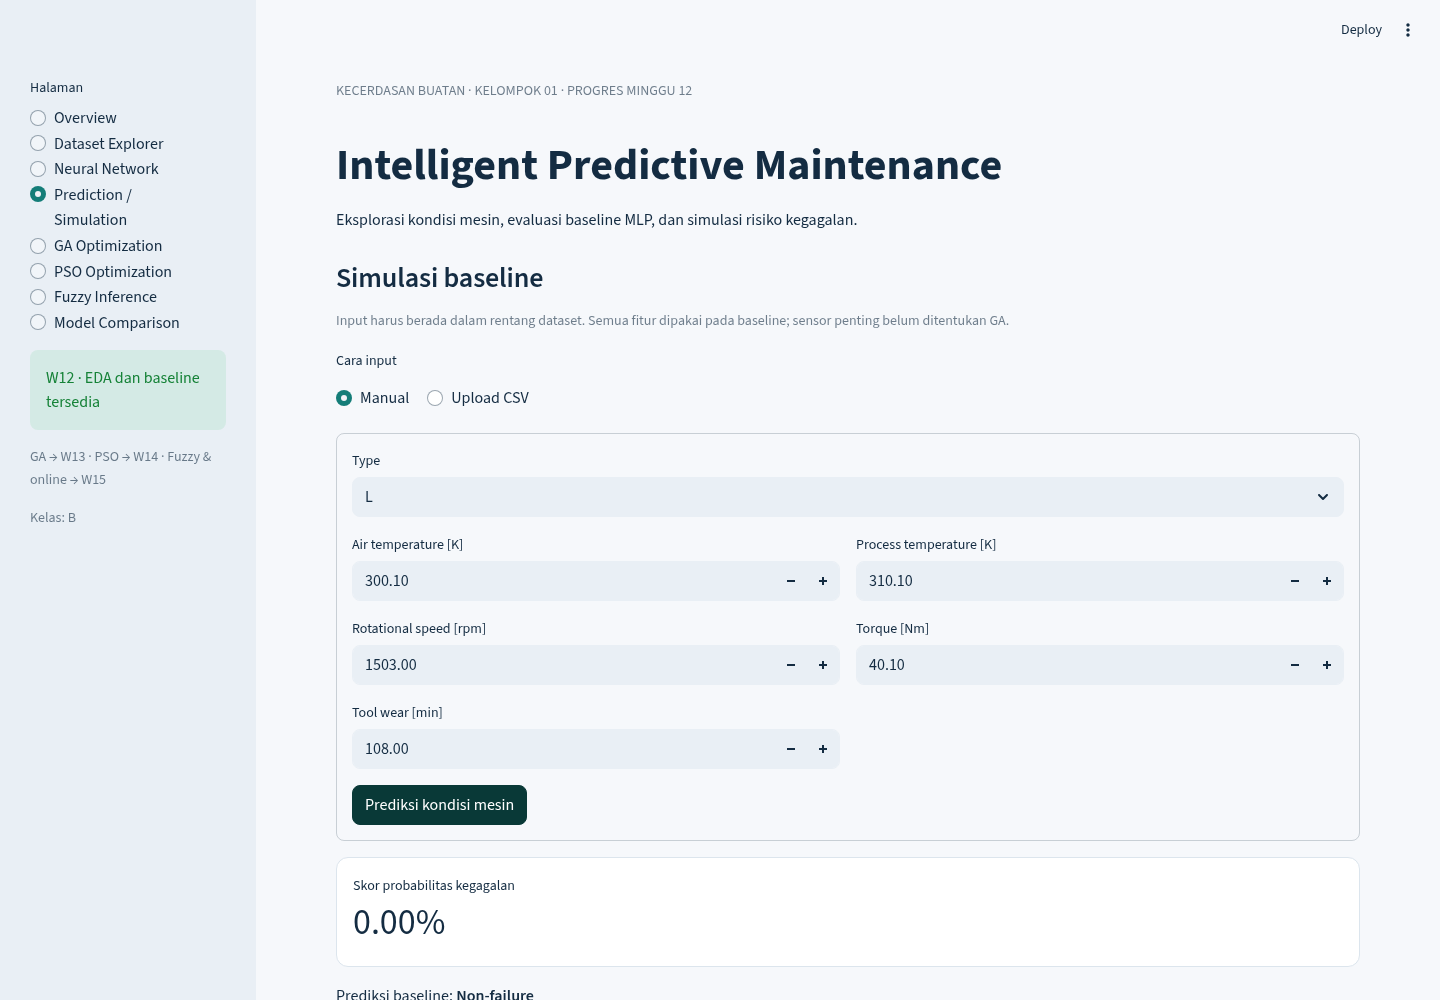 Deploy
Halaman
Overview
Dataset Explorer
Neural Network
Prediction /
Simulation
GA Optimization
PSO Optimization
Fuzzy Inference
Model Comparison
W12 · EDA dan baseline
tersedia
GA → W13 · PSO → W14 · Fuzzy &
online → W15
Kelas: B
KECERDASAN BUATAN · KELOMPOK 01 · PROGRES MINGGU 12
Intelligent Predictive Maintenance
Eksplorasi kondisi mesin, evaluasi baseline MLP, dan simulasi risiko kegagalan.
Simulasi baseline
Input harus berada dalam rentang dataset. Semua fitur dipakai pada baseline; sensor penting belum ditentukan GA.
Cara input
Manual Upload CSV
Type
L
Air temperature [K] Process temperature [K]
300.10 310.10
Rotational speed [rpm] Torque [Nm]
1503.00 40.10
Tool wear [min]
108.00
Prediksi kondisi mesin
Skor probabilitas kegagalan
0.00%
Prediksi baseline: Non-failure